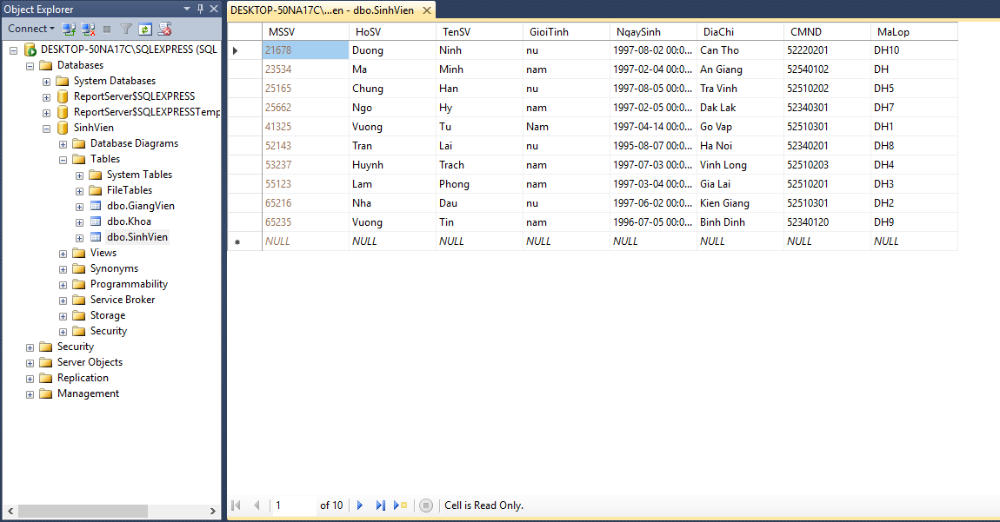 Object Explorer
Connect
DESKTOP-50NA17C\SQLEXPRESS (SQL
Databases
System Databases
ReportServer$SQLEXPRESS
ReportServer$SQLEXPRESSTemp
SinhVien
Database Diagrams
Tables
System Tables
FileTables
dbo.GiangVien
dbo.Khoa
dbo.SinhVien
Views
Synonyms
Programmability
Service Broker
Storage
Security
Security
Server Objects
Replication
Management
DESKTOP-50NA17C\...en - dbo.SinhVien
MSSV HoSV TenSV GioiTinh NgaySinh DiaChi CMND MaLop
21678 Duong Ninh nu 1997-08-02 00:0... Can Tho 52220201 DH10
23534 Ma Minh nam 1997-02-04 00:0... An Giang 52540102 DH
25165 Chung Han nu 1997-08-05 00:0... Tra Vinh 52510202 DH5
25662 Ngo Hy nam 1997-02-05 00:0... Dak Lak 52340301 DH7
41325 Vuong Tu Nam 1997-04-14 00:0... Go Vap 52510301 DH1
52143 Tran Lai nu 1995-08-07 00:0... Ha Noi 52340201 DH8
53237 Huynh Trach nam 1997-07-03 00:0... Vinh Long 52510203 DH4
55123 Lam Phong nam 1997-03-04 00:0... Gia Lai 52510201 DH3
65216 Nha Dau nu 1997-06-02 00:0... Kien Giang 52510301 DH2
65235 Vuong Tin nam 1996-07-05 00:0... Binh Dinh 52340120 DH9
NULL NULL NULL NULL NULL NULL NULL NULL
1 of 10 Cell is Read Only.